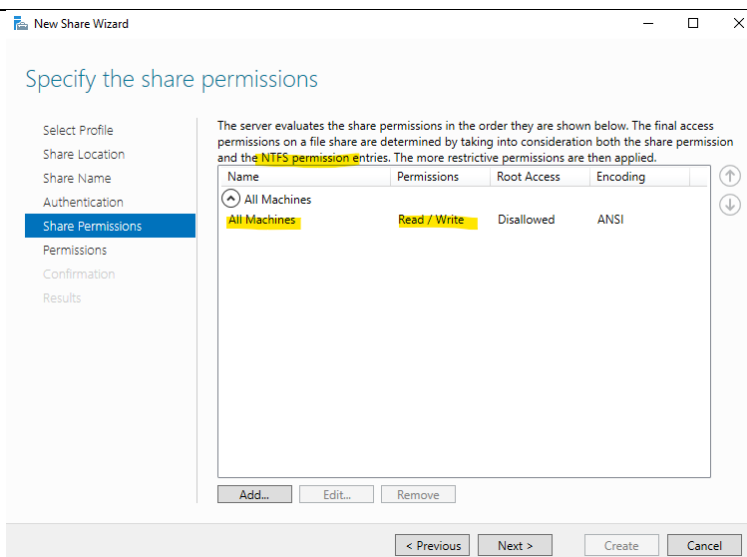 New Share Wizard
Specify the share permissions
Select Profile
Share Location
Share Name
Authentication
Share Permissions
Permissions
Confirmation
Results
The server evaluates the share permissions in the order they are shown below. The final access
permissions on a file share are determined by taking into consideration both the share permission
and the NTFS permission entries. The more restrictive permissions are then applied.
Name Permissions Root Access Encoding
All Machines
All Machines Read / Write Disallowed ANSI
Add... Edit... Remove
< Previous Next > Create Cancel